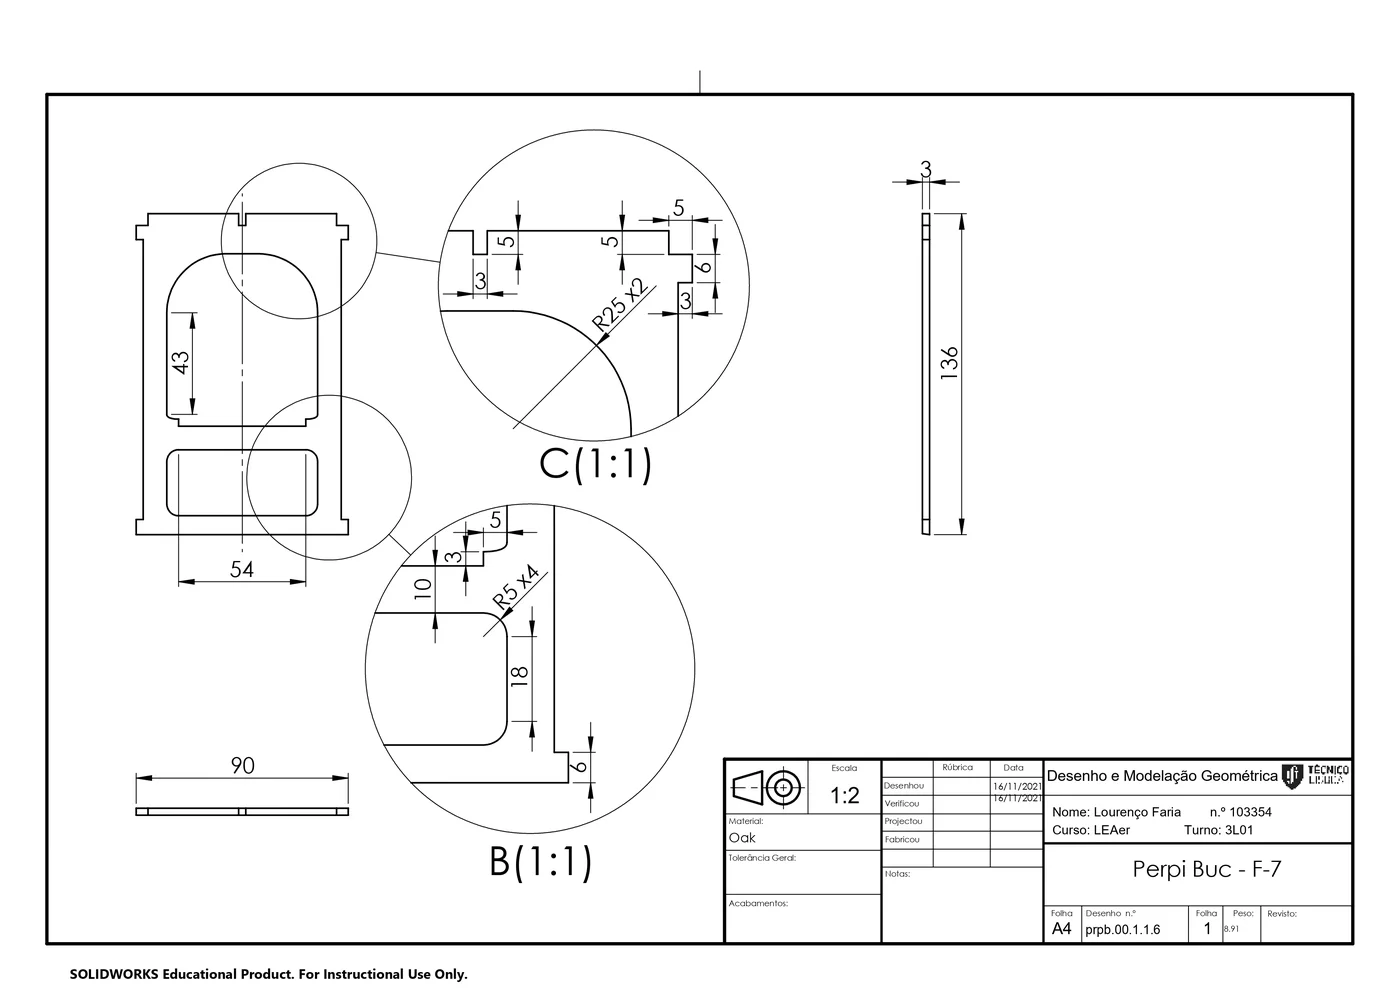 3
5
5
5
6
3
3
R25 x2
43
136
C(1:1)
5
3
10
R5 x4
54
18
6
90
B(1:1)
Escala
1:2
Rúbrica
Data
Desenhou
16/11/2021
Verificou
16/11/2021
Projectou
Fabricou
Material:
Oak
Tolerância Geral:
Acabamentos:
Notas:
Desenho e Modelação Geométrica
TÉCNICO
LISBOA
Nome: Lourenço Faria n.º 103354
Curso: LEAer Turno: 3L01
Perpi Buc - F-7
Folha
A4
Desenho n.º
prpb.00.1.1.6
Folha
1
Peso:
8.91
Revisto:
SOLIDWORKS Educational Product. For Instructional Use Only.